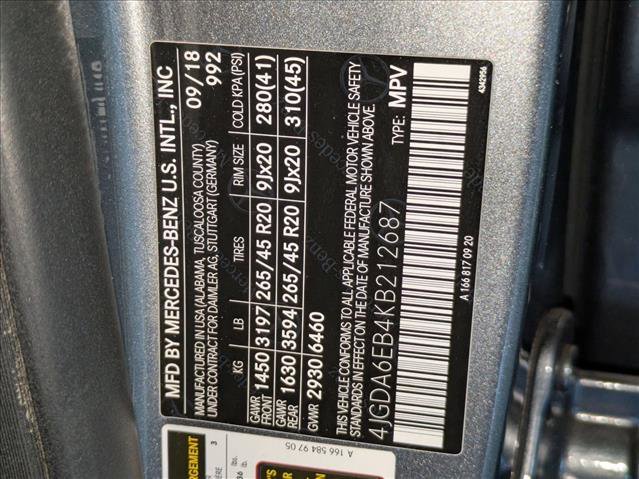 MFD BY MERCEDES-BENZ U.S. INTL., INC
MANUFACTURED IN USA (ALABAMA, TUSCALOOSA COUNTY) 09/18
UNDER CONTRACT FOR DAIMLER AG, STUTTGART (GERMANY) 992
KG LB TIRES RIM SIZE COLD KPA (PSI)
GAWR FRONT 1450 3197 265/45 R20 9Jx20 280(41)
GAWR REAR 1630 3594 265/45 R20 9Jx20 310(45)
GVWR 2930 6460
THIS VEHICLE CONFORMS TO ALL APPLICABLE FEDERAL MOTOR VEHICLE SAFETY
STANDARDS IN EFFECT ON THE DATE OF MANUFACTURE SHOWN ABOVE.
4JGDA6EB4KB212687 TYPE: MPV
A 166 817 09 20
4342956
A 166 584 97 05
3
lbs.